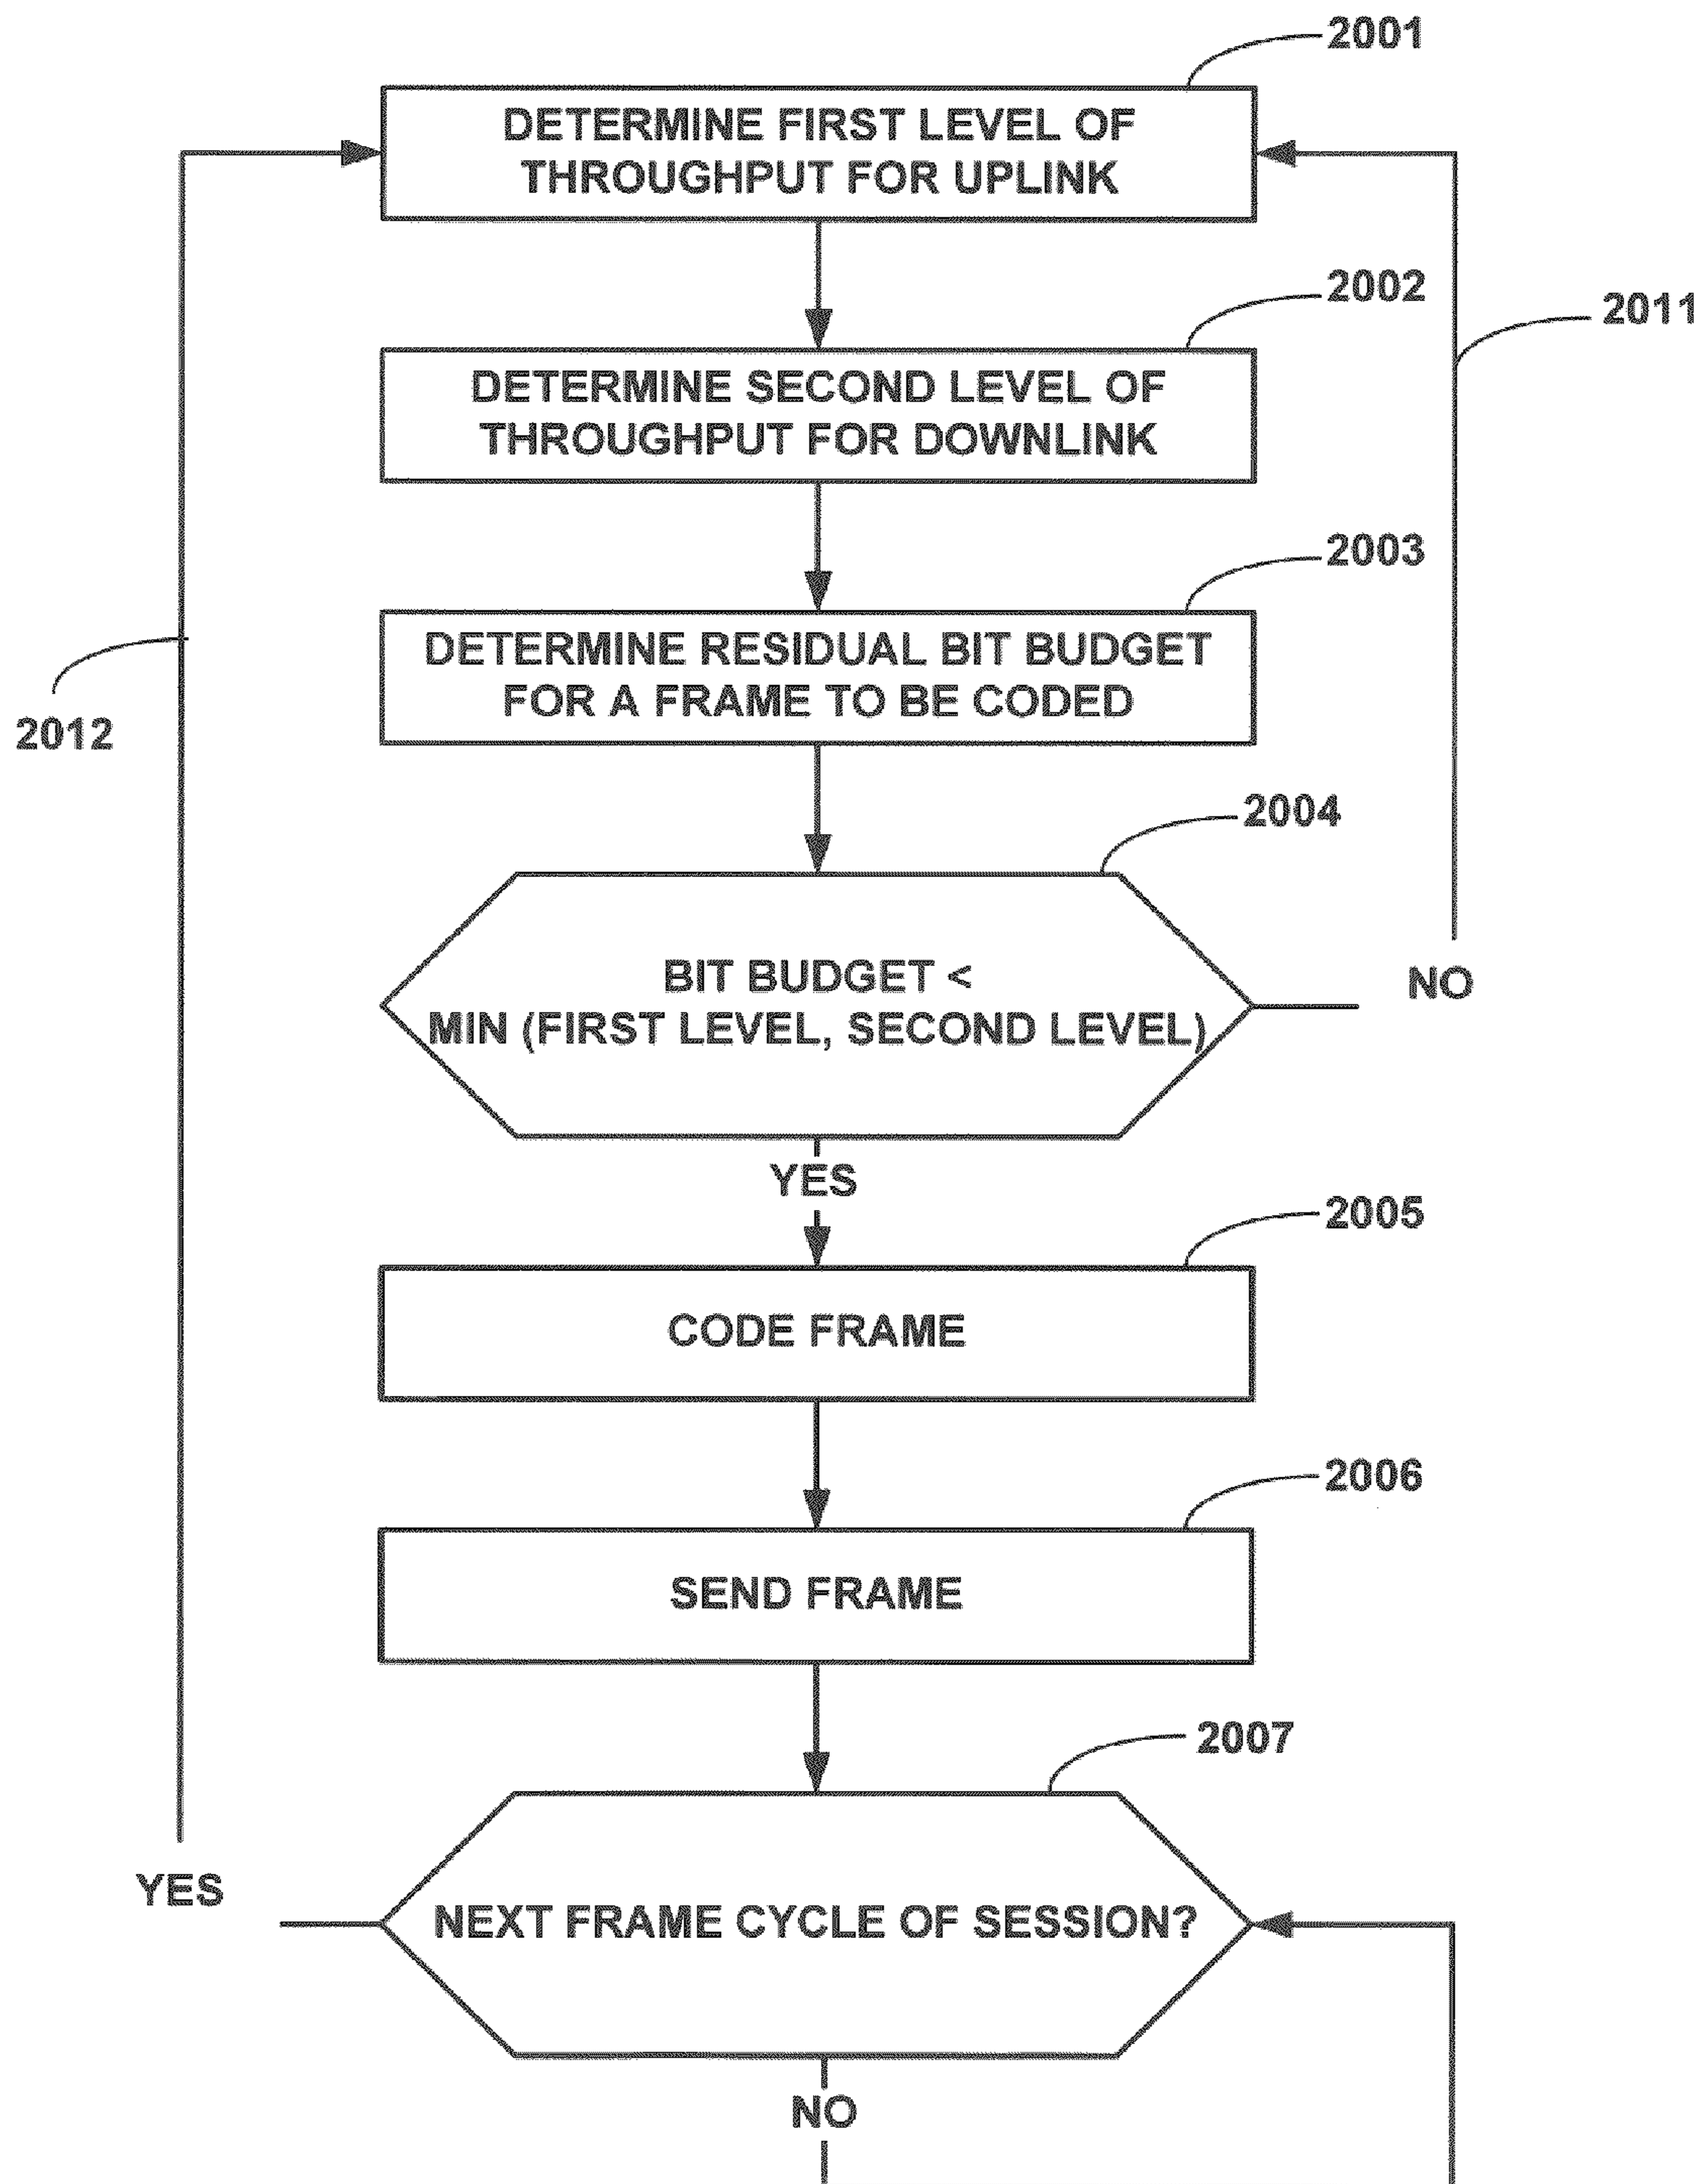 2001
DETERMINE FIRST LEVEL OF
THROUGHPUT FOR UPLINK
2002
2011
DETERMINE SECOND LEVEL OF
THROUGHPUT FOR DOWNLINK
2003
DETERMINE RESIDUAL BIT BUDGET
FOR A FRAME TO BE CODED
2012
2004
BIT BUDGET <
MIN (FIRST LEVEL, SECOND LEVEL)
NO
YES
2005
CODE FRAME
2006
SEND FRAME
2007
YES
NEXT FRAME CYCLE OF SESSION?
NO